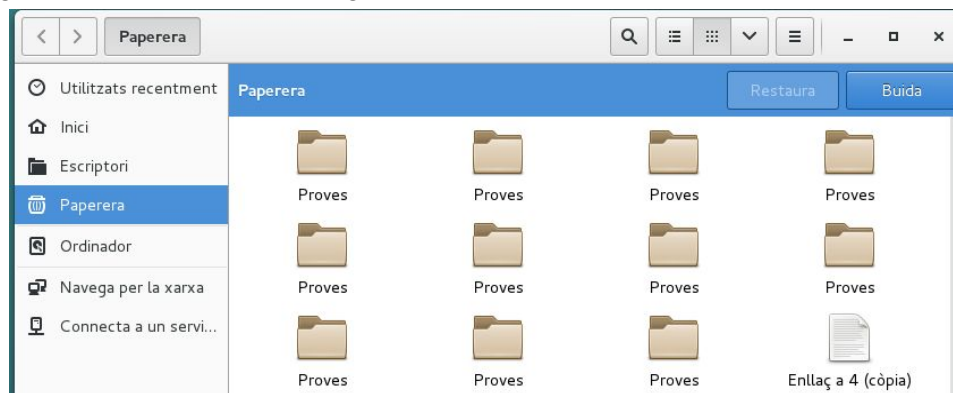 Paperera
Utilitzats recentment
Inici
Escriptori
Paperera
Ordinador
Navega per la xarxa
Connecta a un servi...
Paperera
Restaura
Buida
Proves
Proves
Proves
Proves
Proves
Proves
Proves
Proves
Proves
Proves
Proves
Enllaç a 4 (còpia)